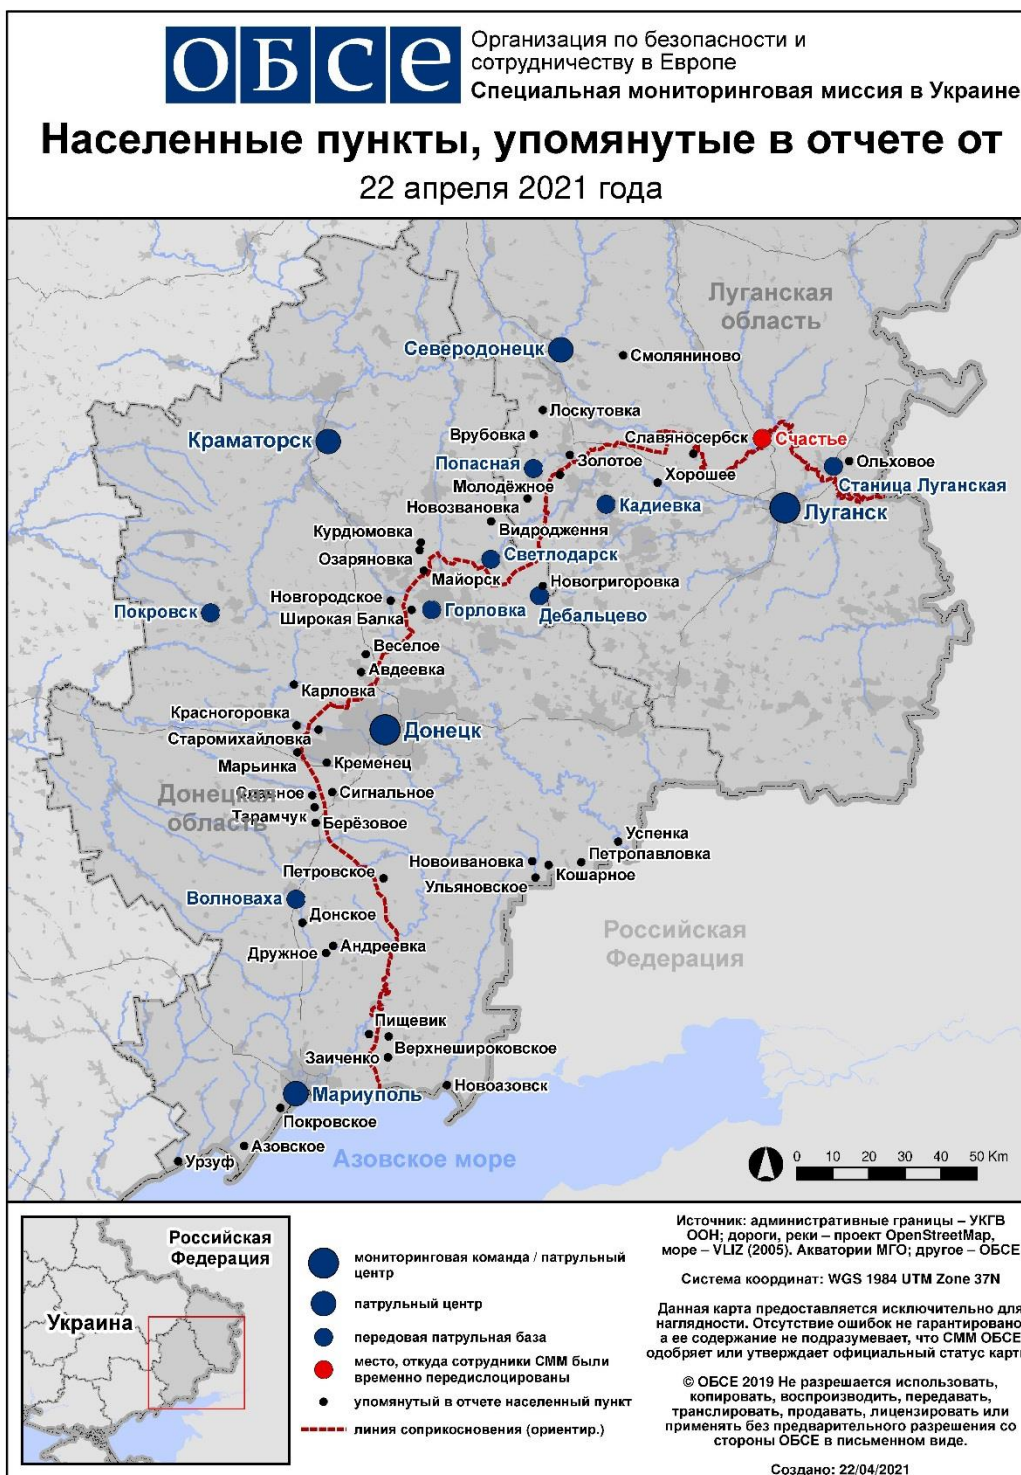 ОБСЕ
Организация по безопасности и
сотрудничеству в Европе
Специальная мониторинговая миссия в Украине
Населенные пункты, упомянутые в отчете от
22 апреля 2021 года
Луганская
область
Северодонецк
Смоляниново
Лоскутовка
Врубовка
Славяносербск
Счастье
Краматорск
Попасная
Золотое
Ольховое
Хорошее
Станица Луганская
Молодёжное
Новозвановка
Кадиевка
Луганск
Видродження
Курдюмовка
Озаряновка
Светлодарск
Майорск
Новогригоровка
Новгородское
Покровск
Широкая Балка
Горловка
Дебальцево
Веселое
Авдеевка
Карловка
Красногоровка
Донецк
Старомихайловка
Марьинка
Кременец
Донецкая
область
Славное
Сигнальное
Тарамчук
Берёзовое
Успенка
Новоивановка
Петропавловка
Кошарное
Ульяновское
Петровское
Волноваха
Донское
Андреевка
Дружное
Российская
Федерация
Пищевик
Верхнешироковское
Заиченко
Новоазовск
Мариуполь
Покровское
Азовское
Урзуф
Азовское море
0 10 20 30 40 50 Km
Российская
Федерация
Украина
мониторинговая команда / патрульный
центр
патрульный центр
передовая патрульная база
место, откуда сотрудники СММ были
временно передислоцированы
упомянутый в отчете населенный пункт
линия соприкосновения (ориентир.)
Источник: административные границы – УКГВ
ООН; дороги, реки – проект OpenStreetMap,
море – VLIZ (2005). Акватории МГО; другое – ОБСЕ
Система координат: WGS 1984 UTM Zone 37N
Данная карта предоставляется исключительно для
наглядности. Отсутствие ошибок не гарантировано,
а ее содержание не подразумевает, что СММ ОБСЕ
одобряет или утверждает официальный статус карты
© ОБСЕ 2019 Не разрешается использовать,
копировать, воспроизводить, передавать,
транслировать, продавать, лицензировать или
применять без предварительного разрешения со
стороны ОБСЕ в письменном виде.
Создано: 22/04/2021